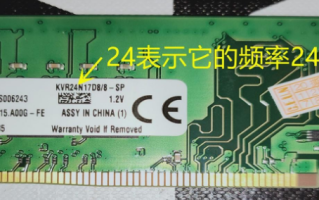 24表示它的频率24
KVR24N17D8/8-SP
S006243
1.2V
15.A00G-FE
ASSY IN CHINA (1)
Warranty Void If Removed